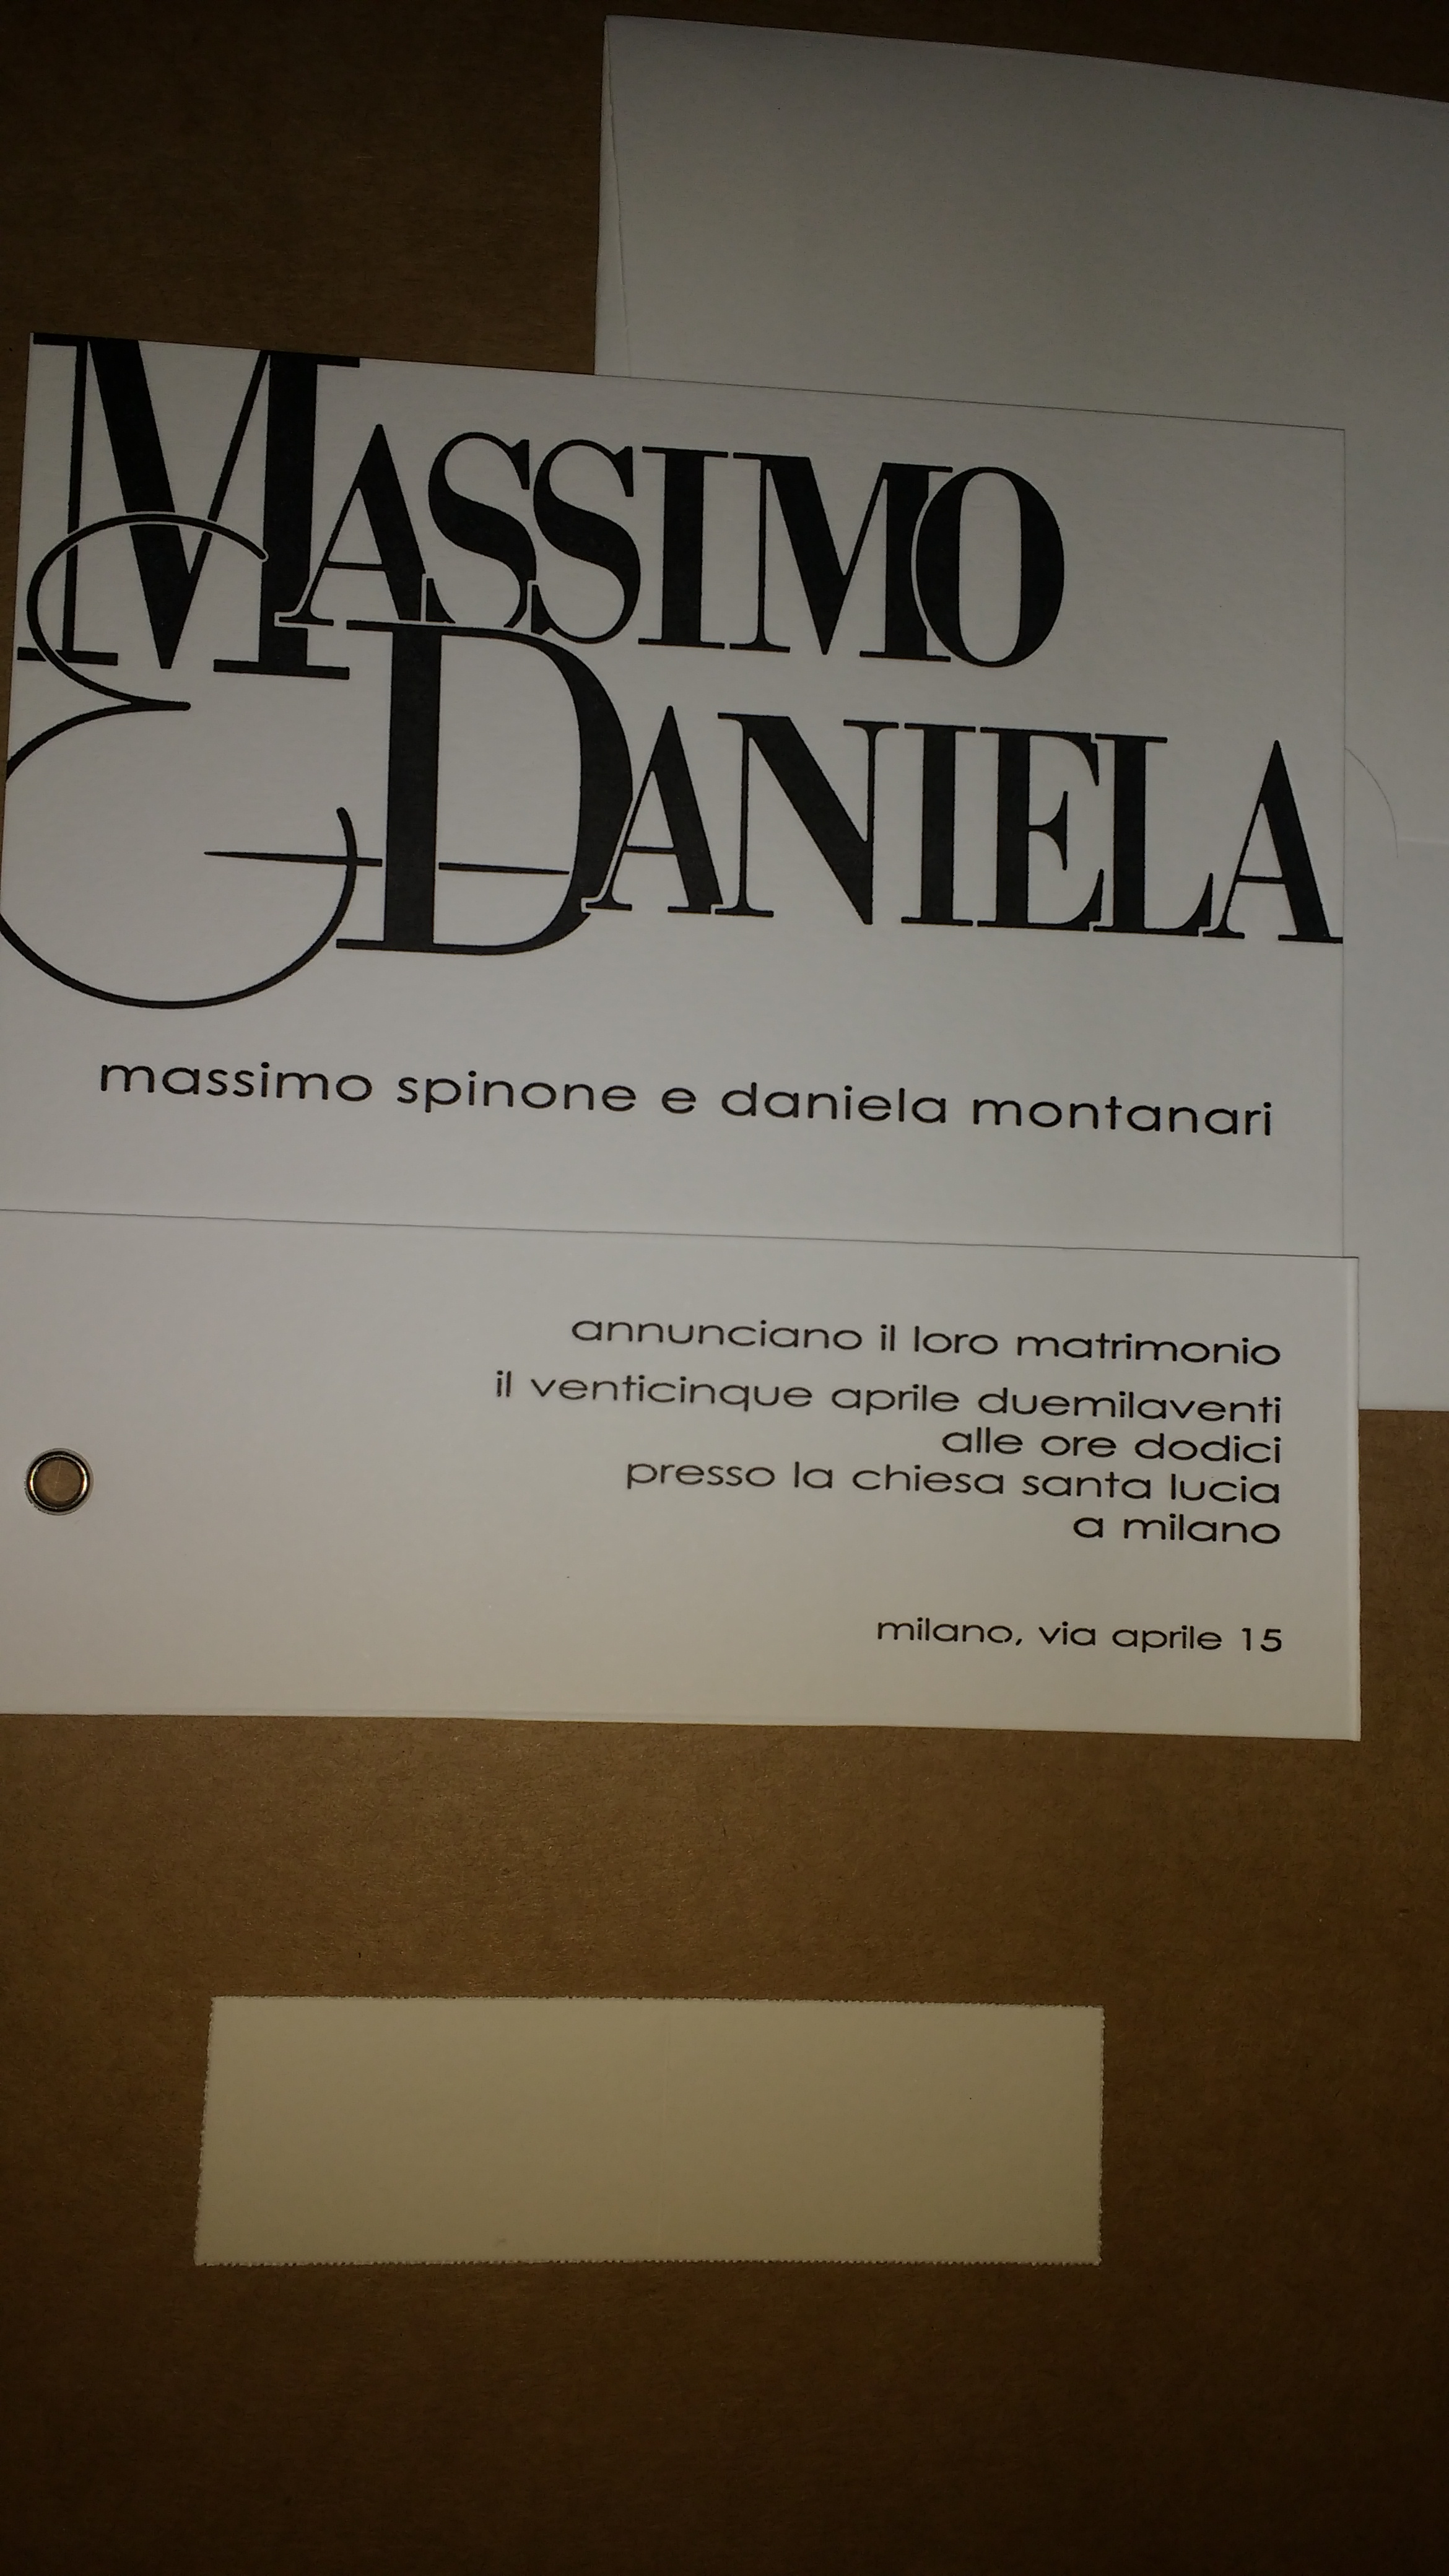 MASSIMO
E DANIELA
massimo spinone e daniela montanari
annunciano il loro matrimonio
il venticinque aprile duemilaventi
alle ore dodici
presso la chiesa santa lucia
a milano
milano, via aprile 15